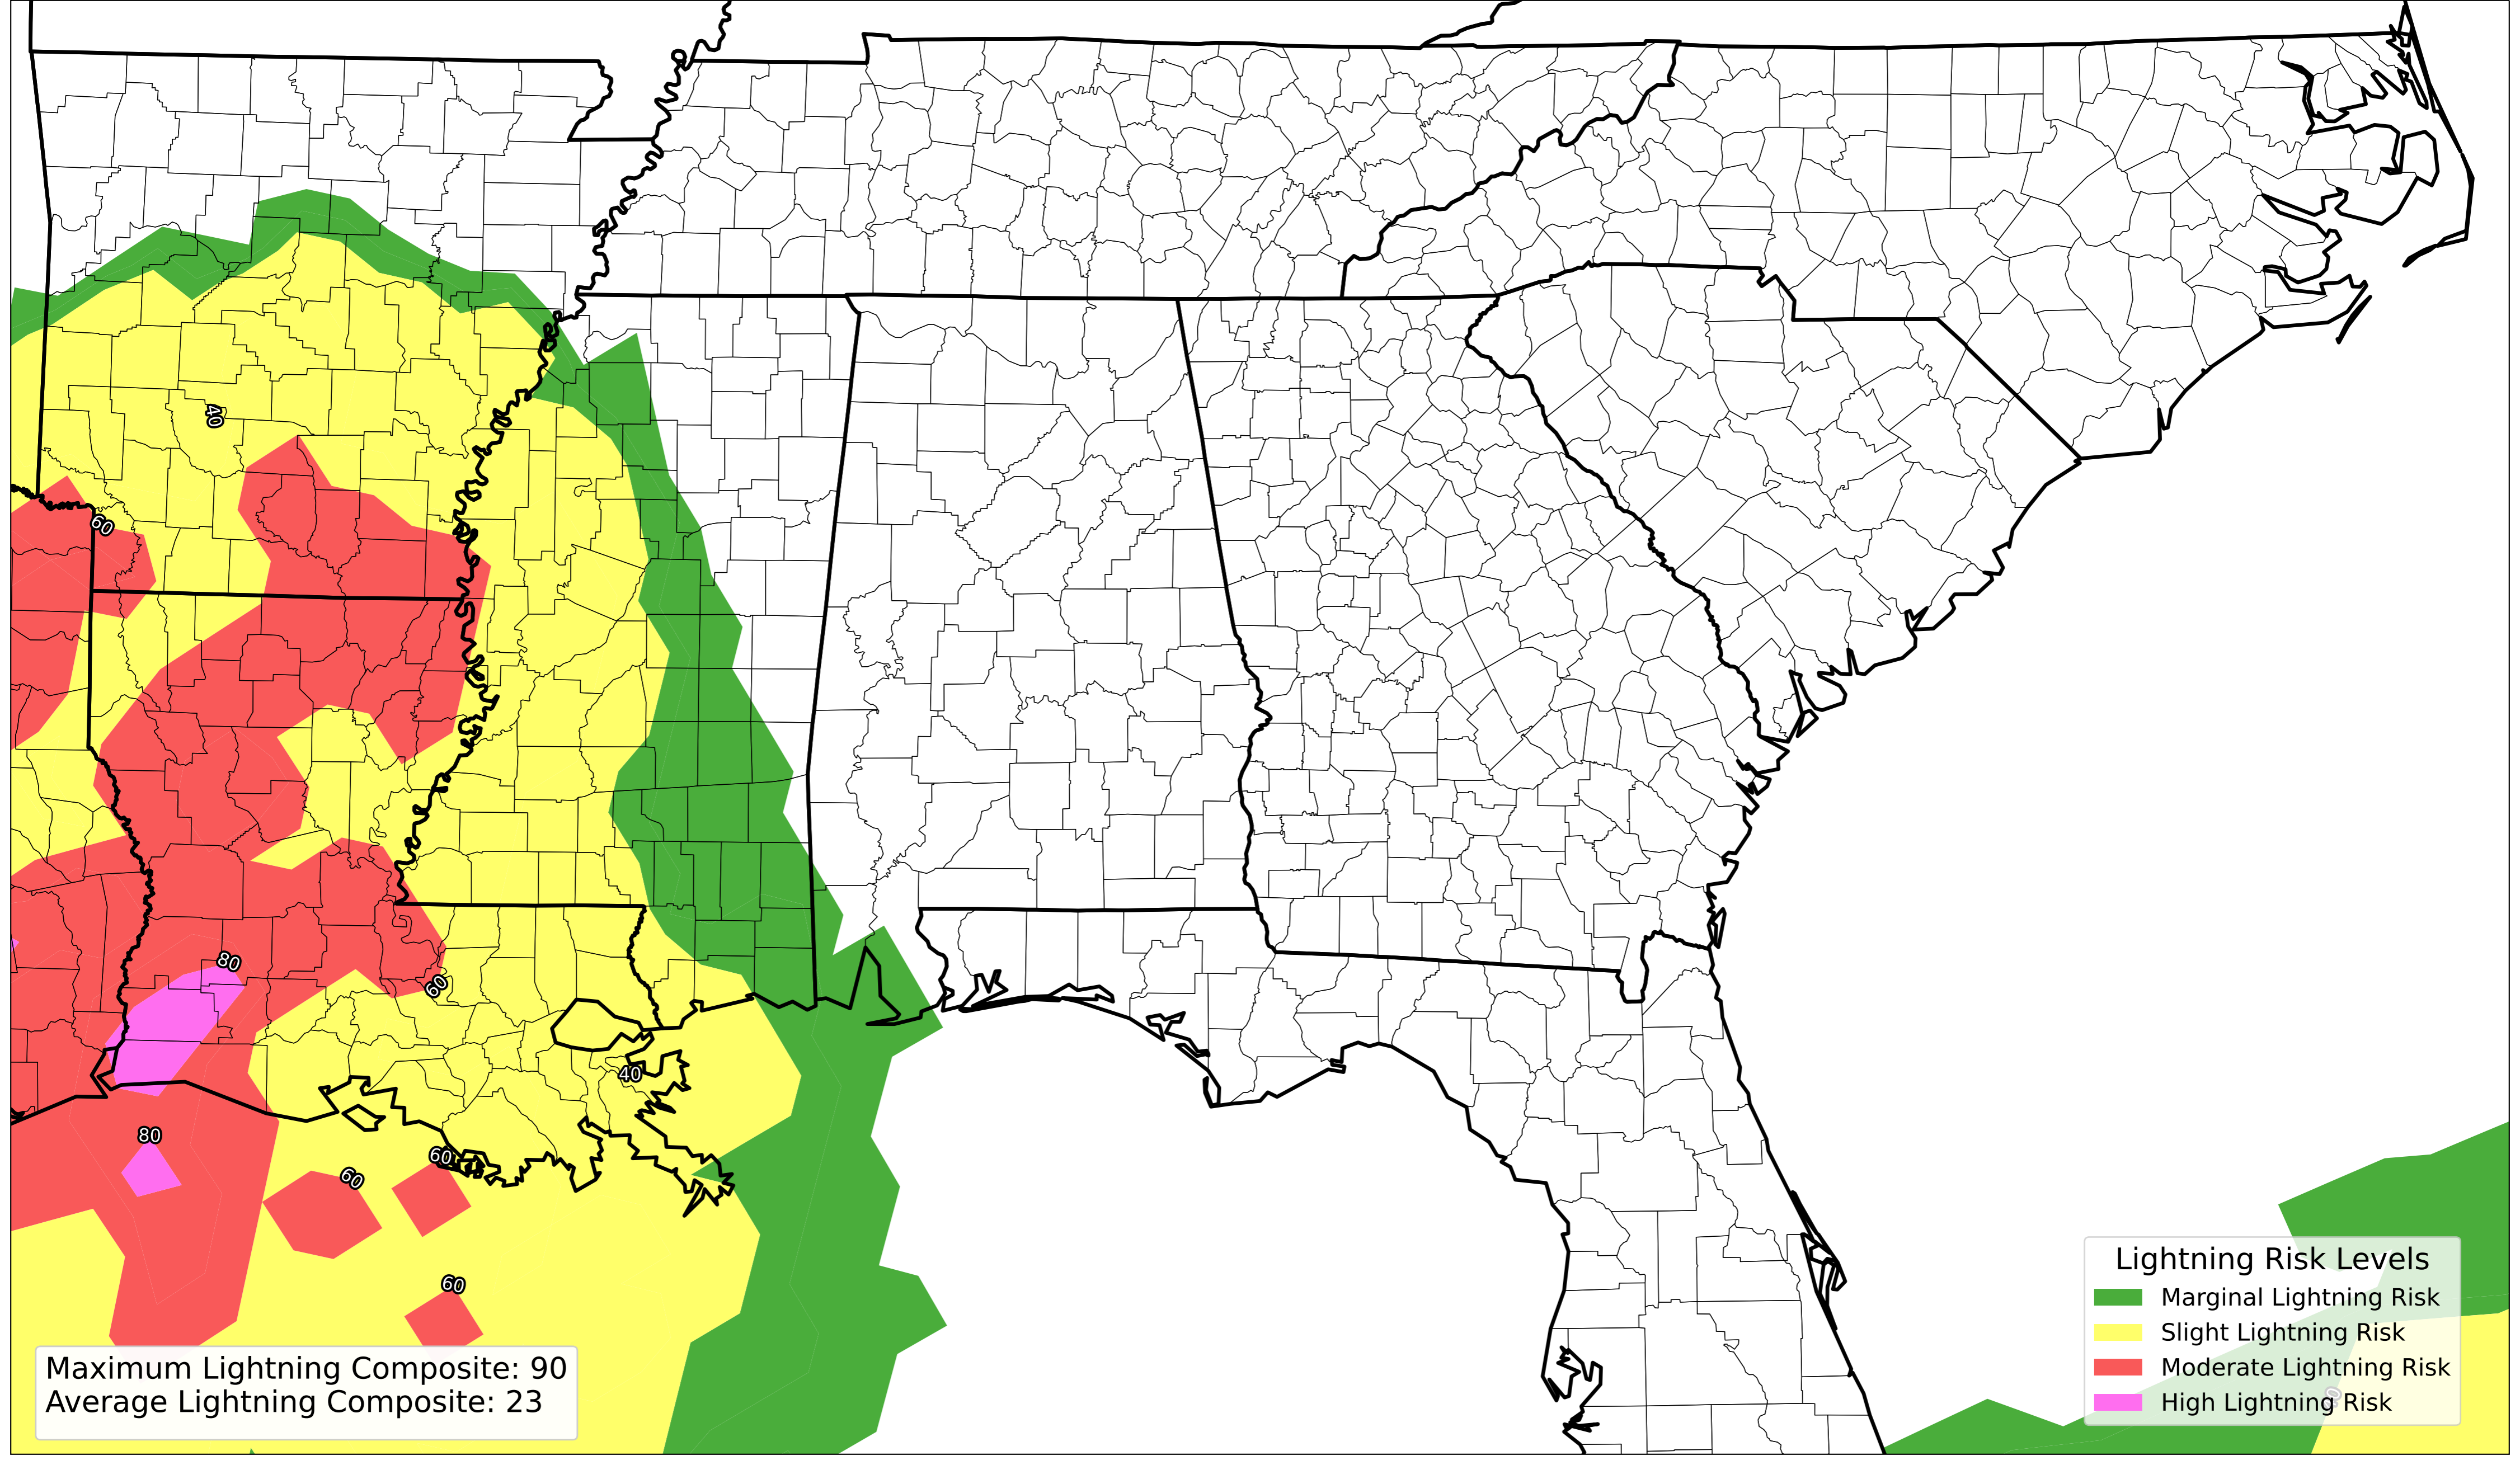 40
60
80
60
40
80
60
60
60
Lightning Risk Levels
Marginal Lightning Risk
Slight Lightning Risk
Moderate Lightning Risk
High Lightning Risk
Maximum Lightning Composite: 90
Average Lightning Composite: 23